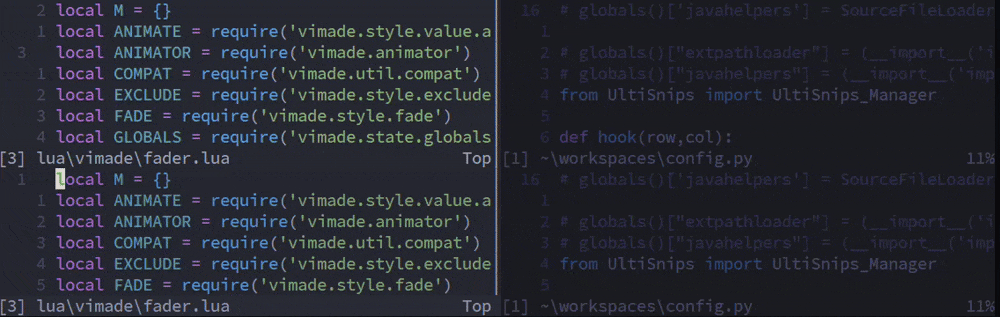 2 local M = {}
1 local ANIMATE = require('vimade.style.value.a
3 local ANIMATOR = require('vimade.animator')
1 local COMPAT = require('vimade.util.compat')
2 local EXCLUDE = require('vimade.style.exclude
3 local FADE = require('vimade.style.fade')
4 local GLOBALS = require('vimade.state.globals
[3] lua\vimade\fader.lua Top
1 local M = {}
1 local ANIMATE = require('vimade.style.value.a
2 local ANIMATOR = require('vimade.animator')
3 local COMPAT = require('vimade.util.compat')
4 local EXCLUDE = require('vimade.style.exclude
5 local FADE = require('vimade.style.fade')
[3] lua\vimade\fader.lua Top
16 # globals()['javahelpers'] = SourceFileLoader
1
2 # globals()["extpathloader"] = (__import__('i
3 # globals()["javahelpers"] = (__import__('imp
4 from UltiSnips import UltiSnips_Manager
5
6 def hook(row,col):
[1] ~\workspaces\config.py 11%
16 # globals()['javahelpers'] = SourceFileLoader
1
2 # globals()["extpathloader"] = (__import__('i
3 # globals()["javahelpers"] = (__import__('imp
4 from UltiSnips import UltiSnips_Manager
5
[1] ~\workspaces\config.py 11%